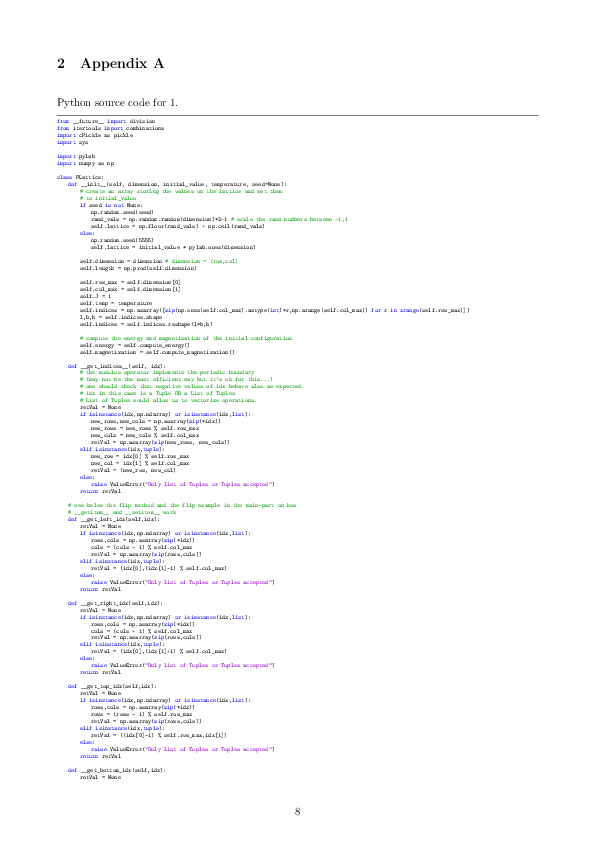 2 Appendix A
Python source code for 1.
from __future__ import division
from itertools import combinations
import cPickle as pickle
import sys
import pylab
import numpy as np
class PLattice:
def __init__(self, dimension, initial_value, temperature, seed=None):
# create an array storing the values on the lattice and set them
# to initial_value
if seed is not None:
np.random.seed(seed)
rand_vals = np.random.random(dimension)*2-1 # scale the rand numbers between -1,1
self.lattice = np.floor(rand_vals) + np.ceil(rand_vals)
else:
np.random.seed(5555)
self.lattice = initial_value * pylab.ones(dimension)
self.dimension = dimension # dimension = (row,col)
self.length = np.prod(self.dimension)
self.row_max = self.dimension[0]
self.col_max = self.dimension[1]
self.J = 1
self.temp = temperature
self.indices = np.asarray([zip(np.ones(self.col_max).astype(int)*r,np.arange(self.col_max)) for r in xrange(self.row_max)])
l,b,h = self.indices.shape
self.indices = self.indices.reshape(l*b,h)
# compute the energy and magnetization of the initial configuration
self.energy = self.compute_energy()
self.magnetization = self.compute_magnetization()
def __get_indices__(self, idx):
# the modulus operator implements the periodic boundary
# (may not be the most efficient way but it's ok for this...)
# one should check that negative values of idx behave also as expected
# idx in this case is a Tuple OR a List of Tuples
# List of Tuples would allow us to vectorize operations.
retVal = None
if isinstance(idx,np.ndarray) or isinstance(idx,list):
new_rows,new_cols = np.asarray(zip(*idx))
new_rows = new_rows % self.row_max
new_cols = new_cols % self.col_max
retVal = np.asarray(zip(new_rows, new_cols))
elif isinstance(idx,tuple):
new_row = idx[0] % self.row_max
new_col = idx[1] % self.col_max
retVal = (new_row, new_col)
else:
raise ValueError("Only list of Tuples or Tuples accepted")
return retVal
# see below the flip method and the flip example in the main-part on how
# __getitem__ and __setitem__ work
def __get_left_idx(self,idx):
retVal = None
if isinstance(idx,np.ndarray) or isinstance(idx,list):
rows,cols = np.asarray(zip(*idx))
cols = (cols - 1) % self.col_max
retVal = np.asarray(zip(rows,cols))
elif isinstance(idx,tuple):
retVal = (idx[0],(idx[1]-1) % self.col_max)
else:
raise ValueError("Only list of Tuples or Tuples accepted")
return retVal
def __get_right_idx(self,idx):
retVal = None
if isinstance(idx,np.ndarray) or isinstance(idx,list):
rows,cols = np.asarray(zip(*idx))
cols = (cols + 1) % self.col_max
retVal = np.asarray(zip(rows,cols))
elif isinstance(idx,tuple):
retVal = (idx[0],(idx[1]+1) % self.col_max)
else:
raise ValueError("Only list of Tuples or Tuples accepted")
return retVal
def __get_top_idx(self,idx):
retVal = None
if isinstance(idx,np.ndarray) or isinstance(idx,list):
rows,cols = np.asarray(zip(*idx))
rows = (rows - 1) % self.row_max
retVal = np.asarray(zip(rows,cols))
elif isinstance(idx,tuple):
retVal = ((idx[0]-1) % self.row_max,idx[1])
else:
raise ValueError("Only list of Tuples or Tuples accepted")
return retVal
def __get_bottom_idx(self,idx):
retVal = None
8